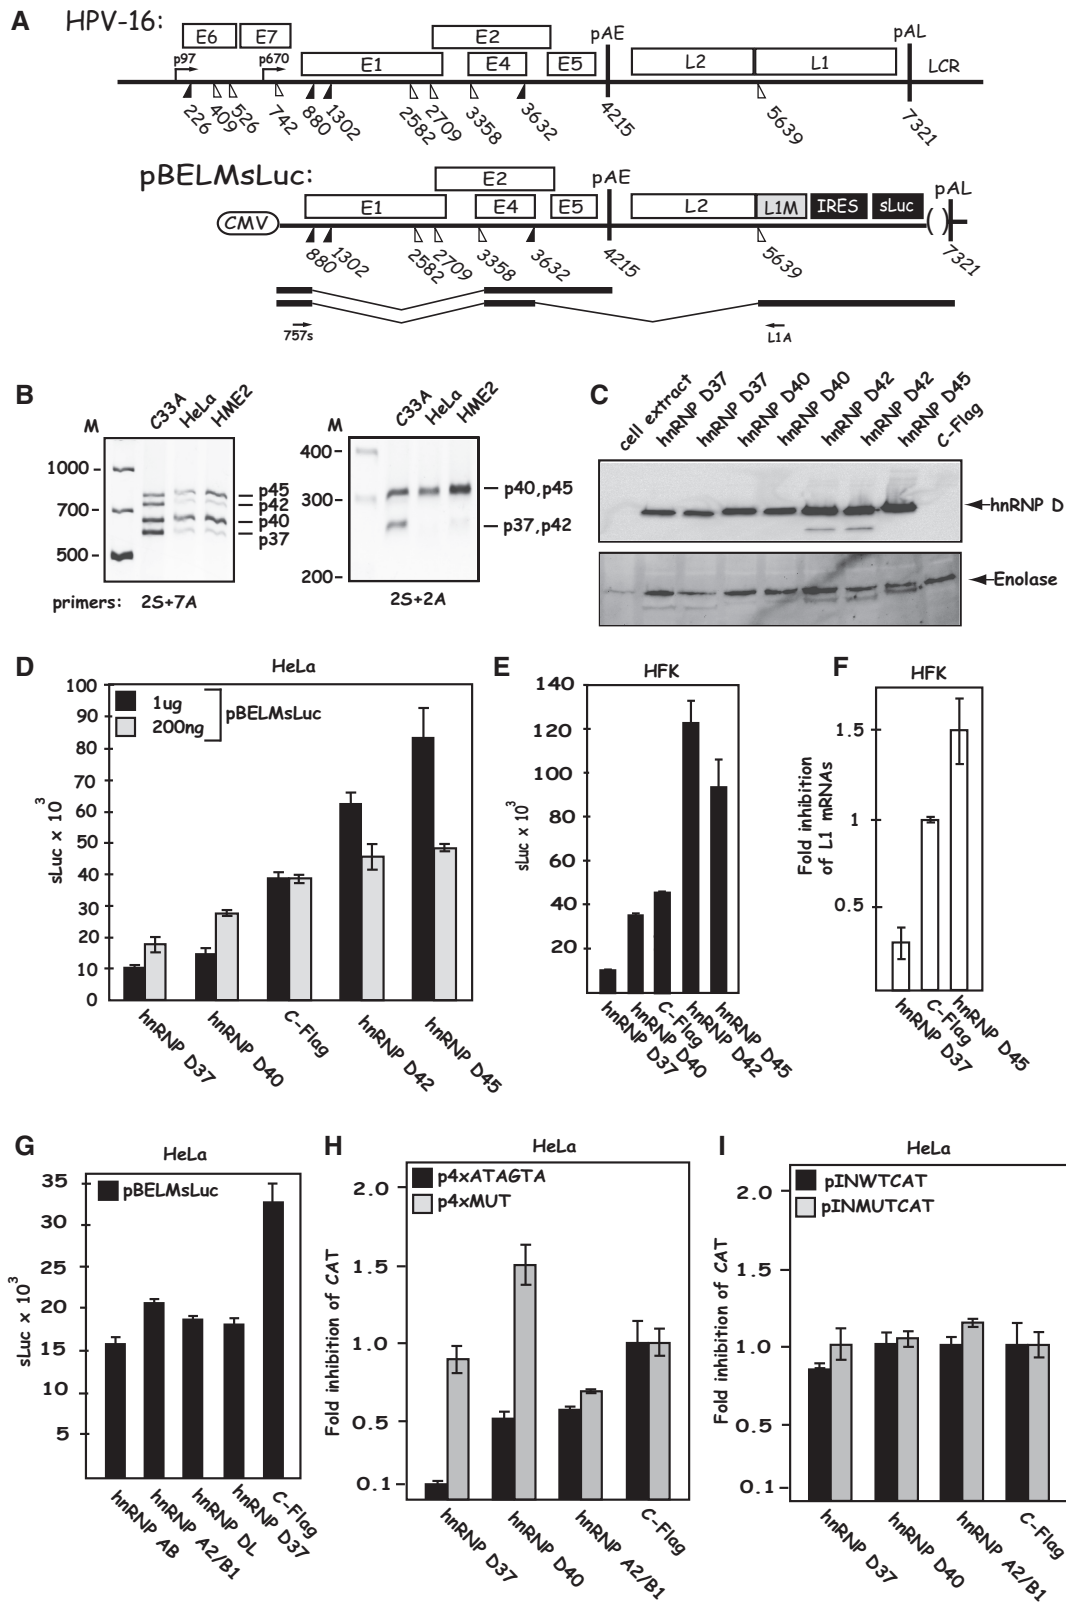 A
HPV-16:
E6
E7
E2
pAE
pAL
p97
p670
E1
E4
E5
L2
L1
LCR
226
409
526
742
880
1302
2582
2709
3358
3632
4215
5639
7321
pBELMsLuc:
E2
pAE
pAL
CMV
E1
E4
E5
L2
L1M
IRES
sLuc
( )
880
1302
2582
2709
3358
3632
4215
5639
7321
757s
L1A
B
M
C33A
HeLa
HME2
1000
700
500
p45
p42
p40
p37
primers: 2S+7A
M
C33A
HeLa
HME2
400
300
200
p40,p45
p37,p42
2S+2A
C
cell extract
hnRNP D37
hnRNP D37
hnRNP D40
hnRNP D40
hnRNP D42
hnRNP D42
hnRNP D45
C-Flag
hnRNP D
Enolase
D
HeLa
1ug
200ng
pBELMsLuc
sLuc x 10³
100
90
80
70
60
50
40
30
20
10
0
hnRNP D37
hnRNP D40
C-Flag
hnRNP D42
hnRNP D45
E
HFK
sLuc x 10³
140
120
100
80
60
40
20
hnRNP D37
hnRNP D40
C-Flag
hnRNP D42
hnRNP D45
F
HFK
Fold inhibition
of L1 mRNAs
1.5
1
0.5
hnRNP D37
C-Flag
hnRNP D45
G
HeLa
pBELMsLuc
sLuc x 10³
35
30
25
20
15
10
5
hnRNP AB
hnRNP A2/B1
hnRNP DL
hnRNP D37
C-Flag
H
HeLa
p4xATAGTA
p4xMUT
Fold inhibition of CAT
2.0
1.5
1.0
0.5
0.1
hnRNP D37
hnRNP D40
hnRNP A2/B1
C-Flag
I
HeLa
pINWTCAT
pINMUTCAT
Fold inhibition of CAT
2.0
1.5
1.0
0.5
0.1
hnRNP D37
hnRNP D40
hnRNP A2/B1
C-Flag